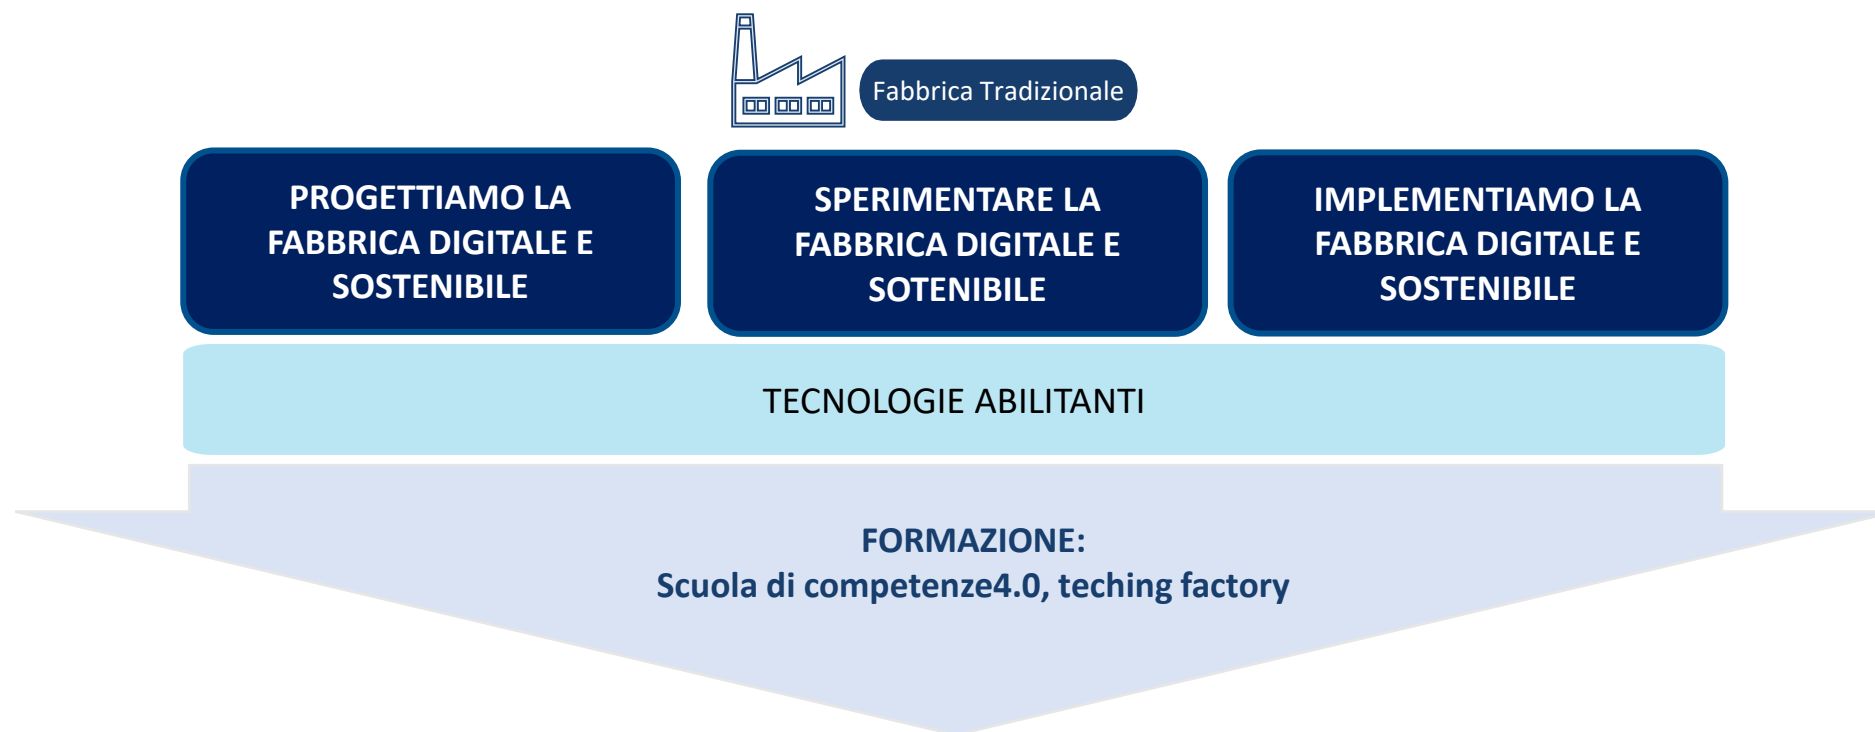 Fabbrica Tradizionale
PROGETTIAMO LA
FABBRICA DIGITALE E
SOSTENIBILE
SPERIMENTARE LA
FABBRICA DIGITALE E
SOTENIBILE
IMPLEMENTIAMO LA
FABBRICA DIGITALE E
SOSTENIBILE
TECNOLOGIE ABILITANTI
FORMAZIONE:
Scuola di competenze4.0, teching factory